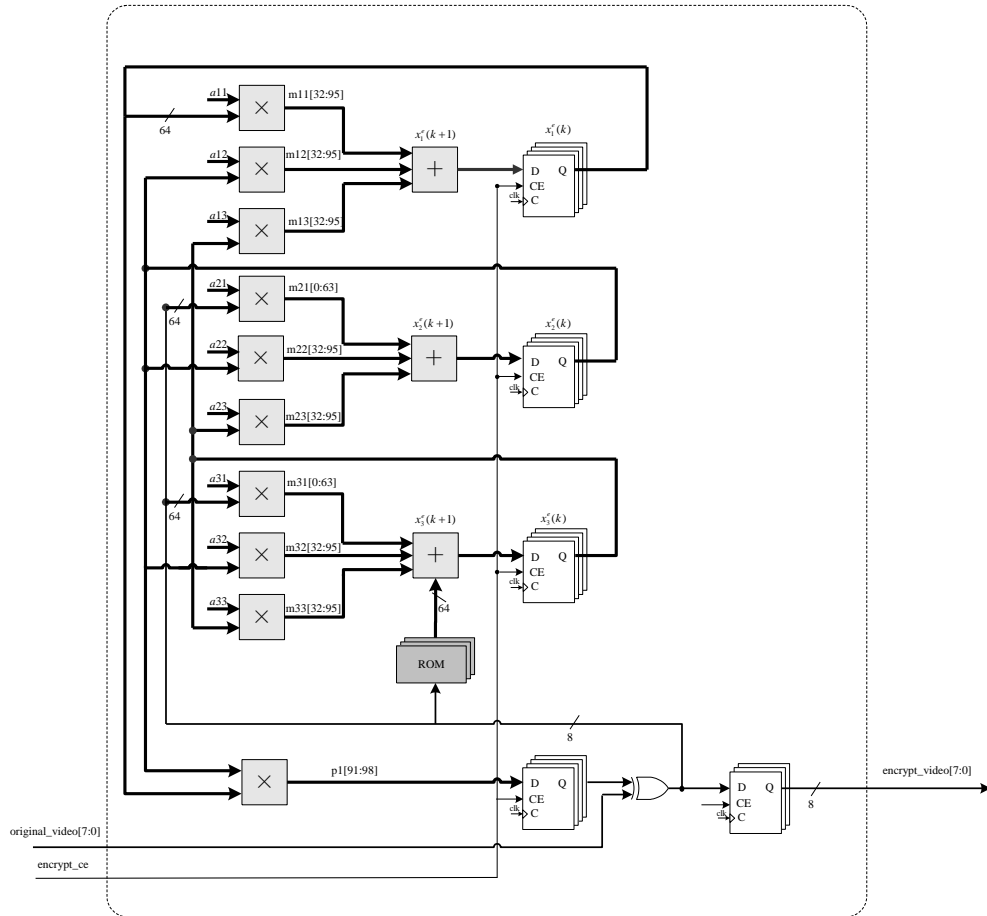 a11
m11[32:95]
×
64
a12
m12[32:95]
×
a13
m13[32:95]
×
x₁ᵉ(k+1)
+
x₁ᵉ(k)
D Q
CE
clk
C
a21
m21[0:63]
×
64
a22
m22[32:95]
×
a23
m23[32:95]
×
x₂ᵉ(k+1)
+
x₂ᵉ(k)
D Q
CE
clk
C
a31
m31[0:63]
×
64
a32
m32[32:95]
×
a33
m33[32:95]
×
x₃ᵉ(k+1)
+
64
ROM
x₃ᵉ(k)
D Q
CE
clk
C
8
×
p1[91:98]
D Q
CE
clk
C
D Q
CE
clk
C
8
encrypt_video[7:0]
original_video[7:0]
encrypt_ce